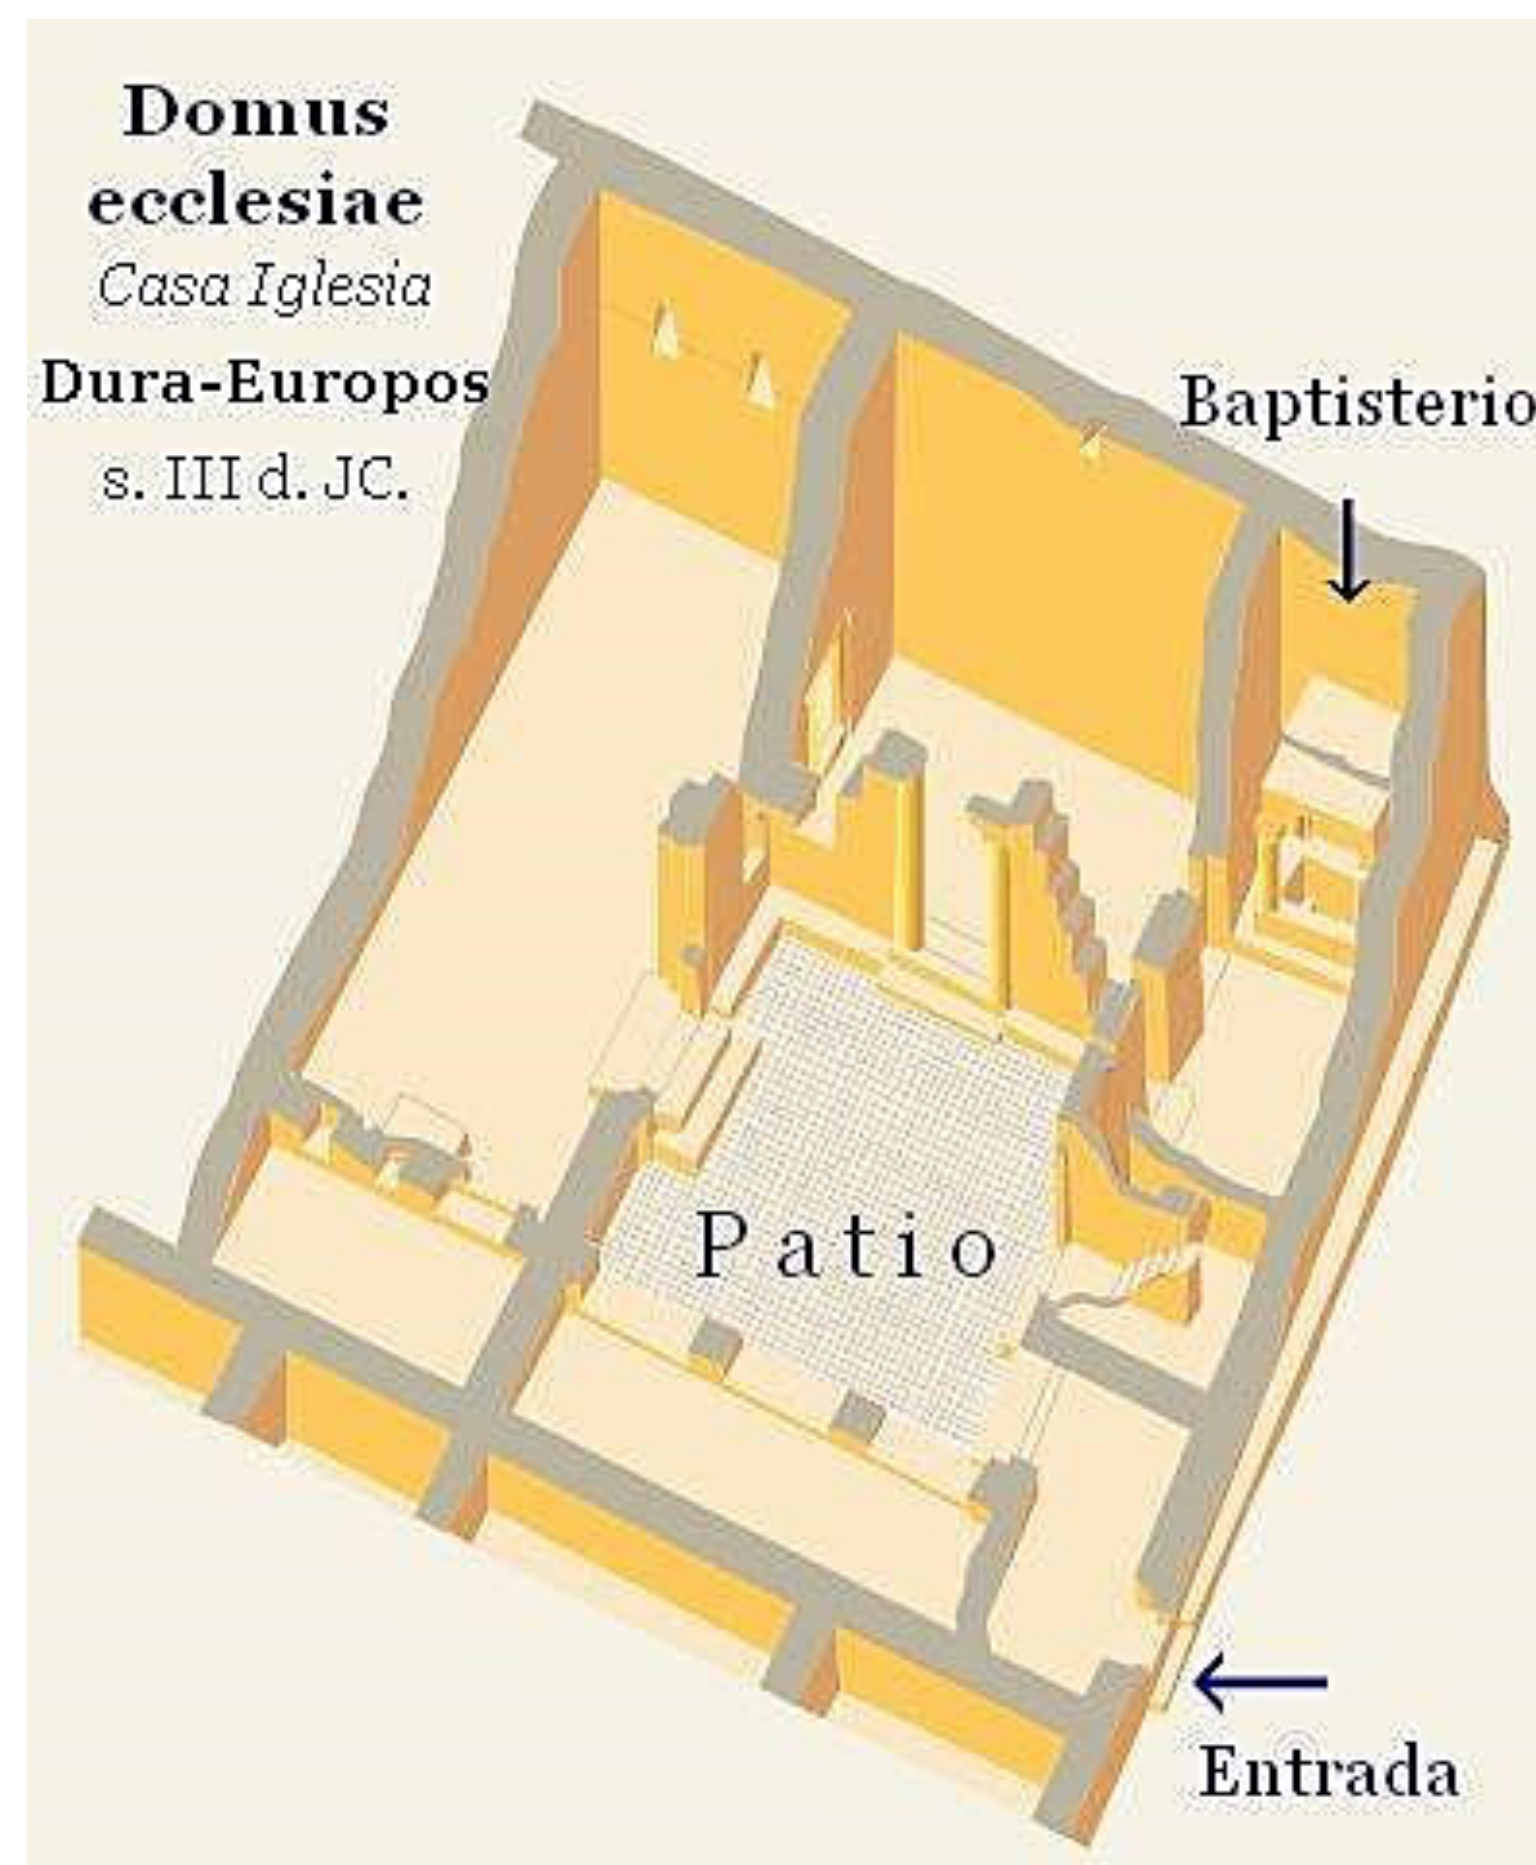 Domus
ecclesiae
Casa Iglesia
Dura-Europos
s. III d. JC.
Baptisterio
Patio
Entrada